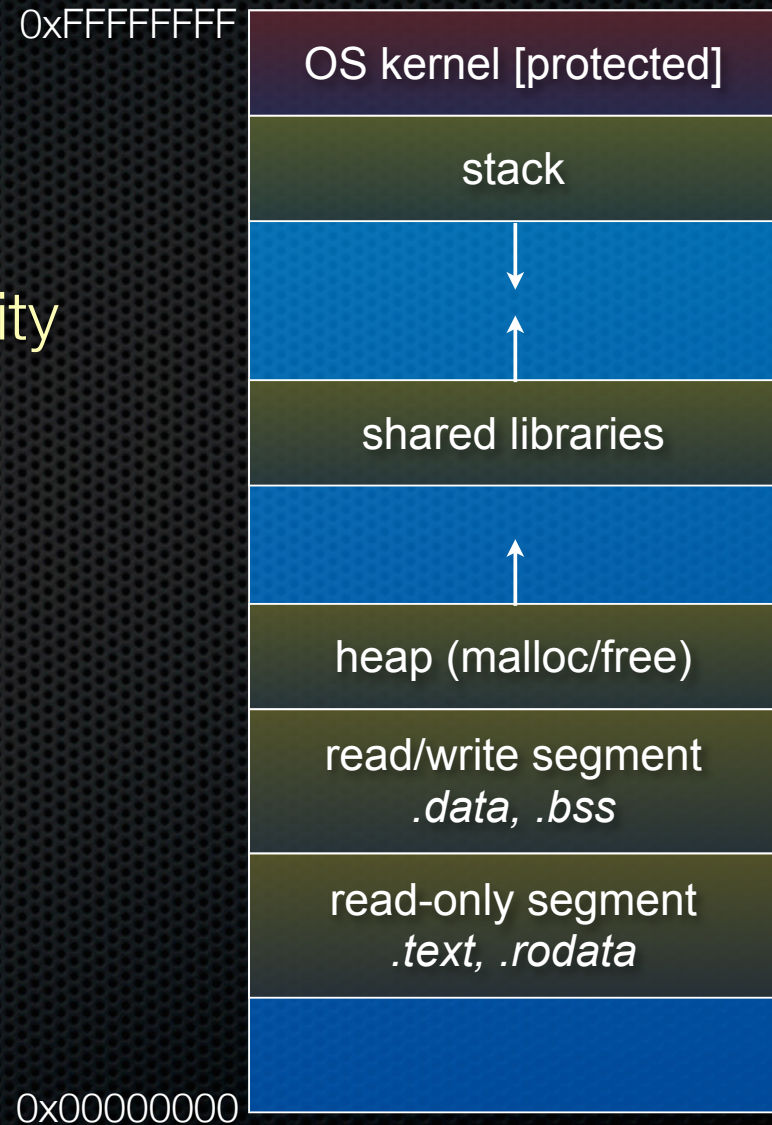 0xFFFFFFFF
OS kernel [protected]
stack
ity
shared libraries
heap (malloc/free)
read/write segment
.data, .bss
read-only segment
.text, .rodata
0x00000000